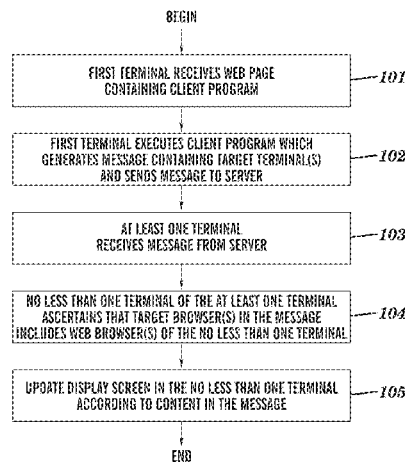 BEGIN
FIRST TERMINAL RECEIVES WEB PAGE
CONTAINING CLIENT PROGRAM
101
FIRST TERMINAL EXECUTES CLIENT PROGRAM WHICH
GENERATES MESSAGE CONTAINING TARGET TERMINAL(S)
AND SENDS MESSAGE TO SERVER
102
AT LEAST ONE TERMINAL
RECEIVES MESSAGE FROM SERVER
103
NO LESS THAN ONE TERMINAL OF THE AT LEAST ONE TERMINAL
ASCERTAINS THAT TARGET BROWSER(S) IN THE MESSAGE
INCLUDES WEB BROWSER(S) OF THE NO LESS THAN ONE TERMINAL
104
UPDATE DISPLAY SCREEN IN THE NO LESS THAN ONE TERMINAL
ACCORDING TO CONTENT IN THE MESSAGE
105
END